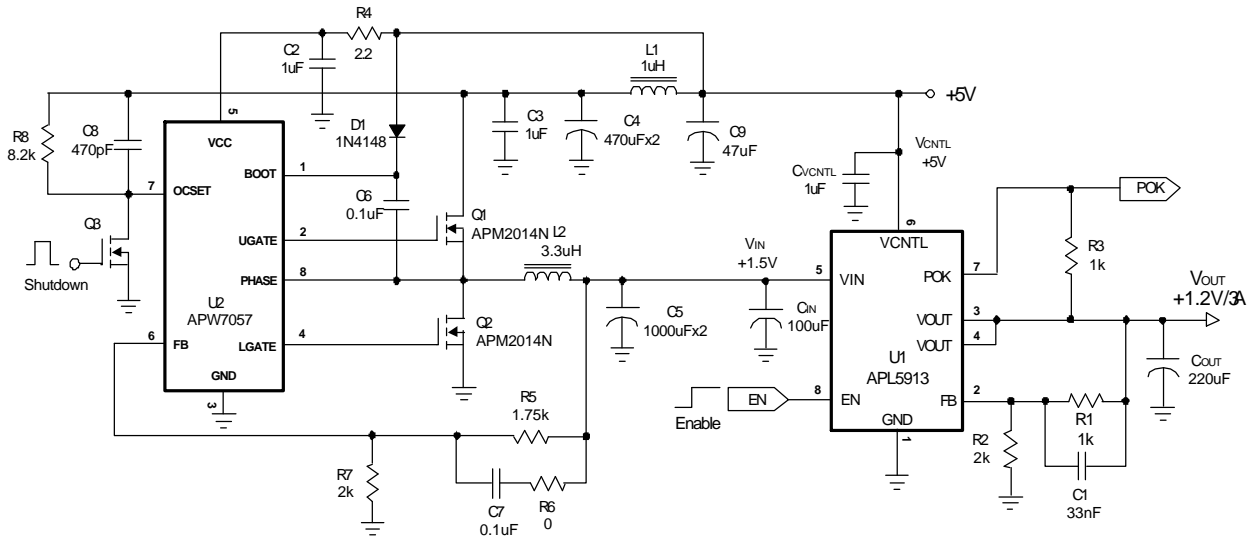 R4
2.2
C2
1uF
L1
1uH
+5V
R8
8.2k
C8
470pF
5
VCC
D1
1N4148
C3
1uF
C4
470uFx2
C9
47uF
VCNTL
+5V
CVCNTL
1uF
7
OCSET
BOOT
1
C6
0.1uF
Q3
Shutdown
UGATE
2
Q1
APM2014N
L2
3.3uH
PHASE
8
VIN
+1.5V
6
VCNTL
5
VIN
POK
7
POK
R3
1k
VOUT
+1.2V/3A
U2
APW7057
Q2
APM2014N
C5
1000uFx2
CIN
100uF
VOUT
3
VOUT
4
U1
APL5913
COUT
220uF
6
FB
LGATE
4
GND
3
EN
Enable
8
EN
FB
2
GND
1
R5
1.75k
R7
2k
C7
0.1uF
R6
0
R2
2k
R1
1k
C1
33nF